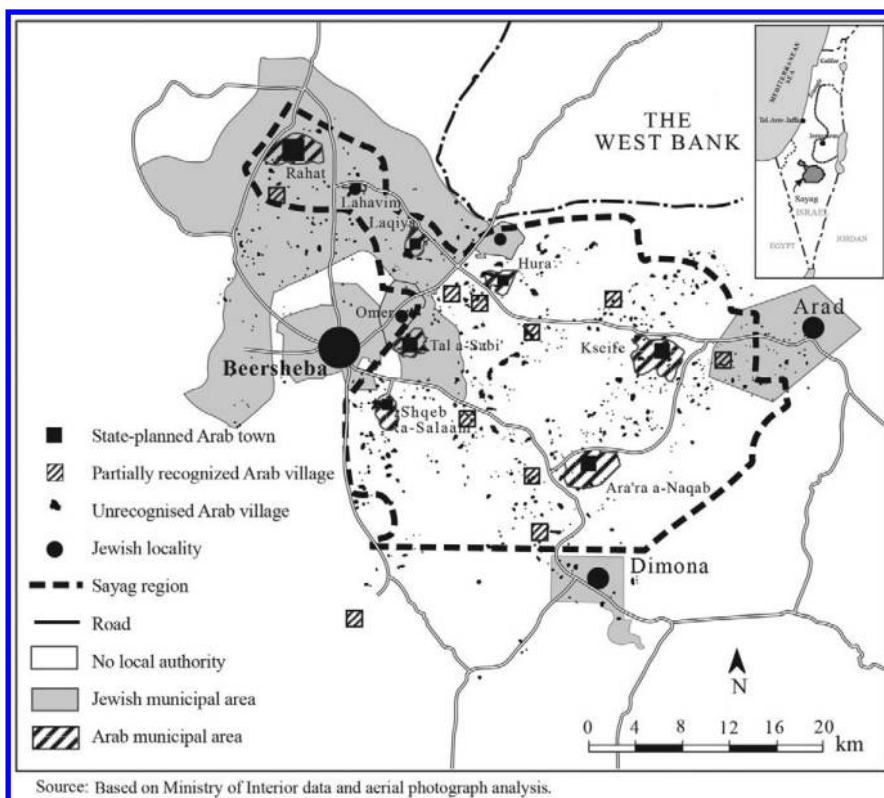 THE
WEST BANK
MEDITERRANEAN
SEA
Galilee
Tel Aviv-Jaffa
Jerusalem
Sayag
ISRAEL
EGYPT
JORDAN
Rahat
Lahavim
Laqiya
Hura
Omer
Tal a-Sabi'
Beersheba
Kseife
Arad
Shqeb
a-Salaam
Ara'ra a-Naqab
Dimona
State-planned Arab town
Partially recognized Arab village
Unrecognised Arab village
Jewish locality
Sayag region
Road
No local authority
Jewish municipal area
Arab municipal area
N
0 4 8 12 16 20
km
Source: Based on Ministry of Interior data and aerial photograph analysis.